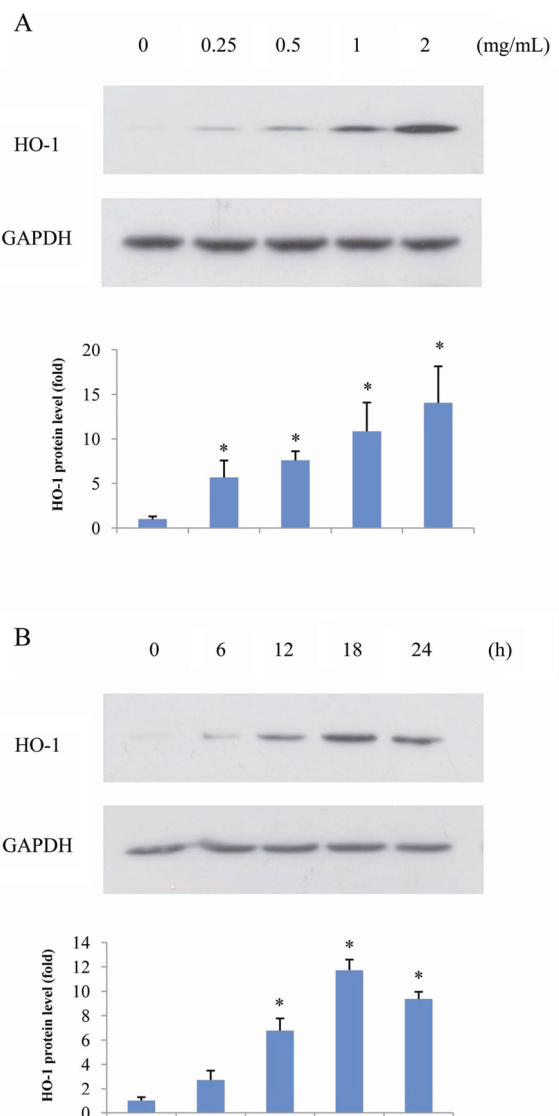 A
0 0.25 0.5 1 2 (mg/mL)
HO-1
GAPDH
HO-1 protein level (fold)
20
15
10
5
0
* * * *
B
0 6 12 18 24 (h)
HO-1
GAPDH
HO-1 protein level (fold)
14
12
10
8
6
4
2
0
* * *